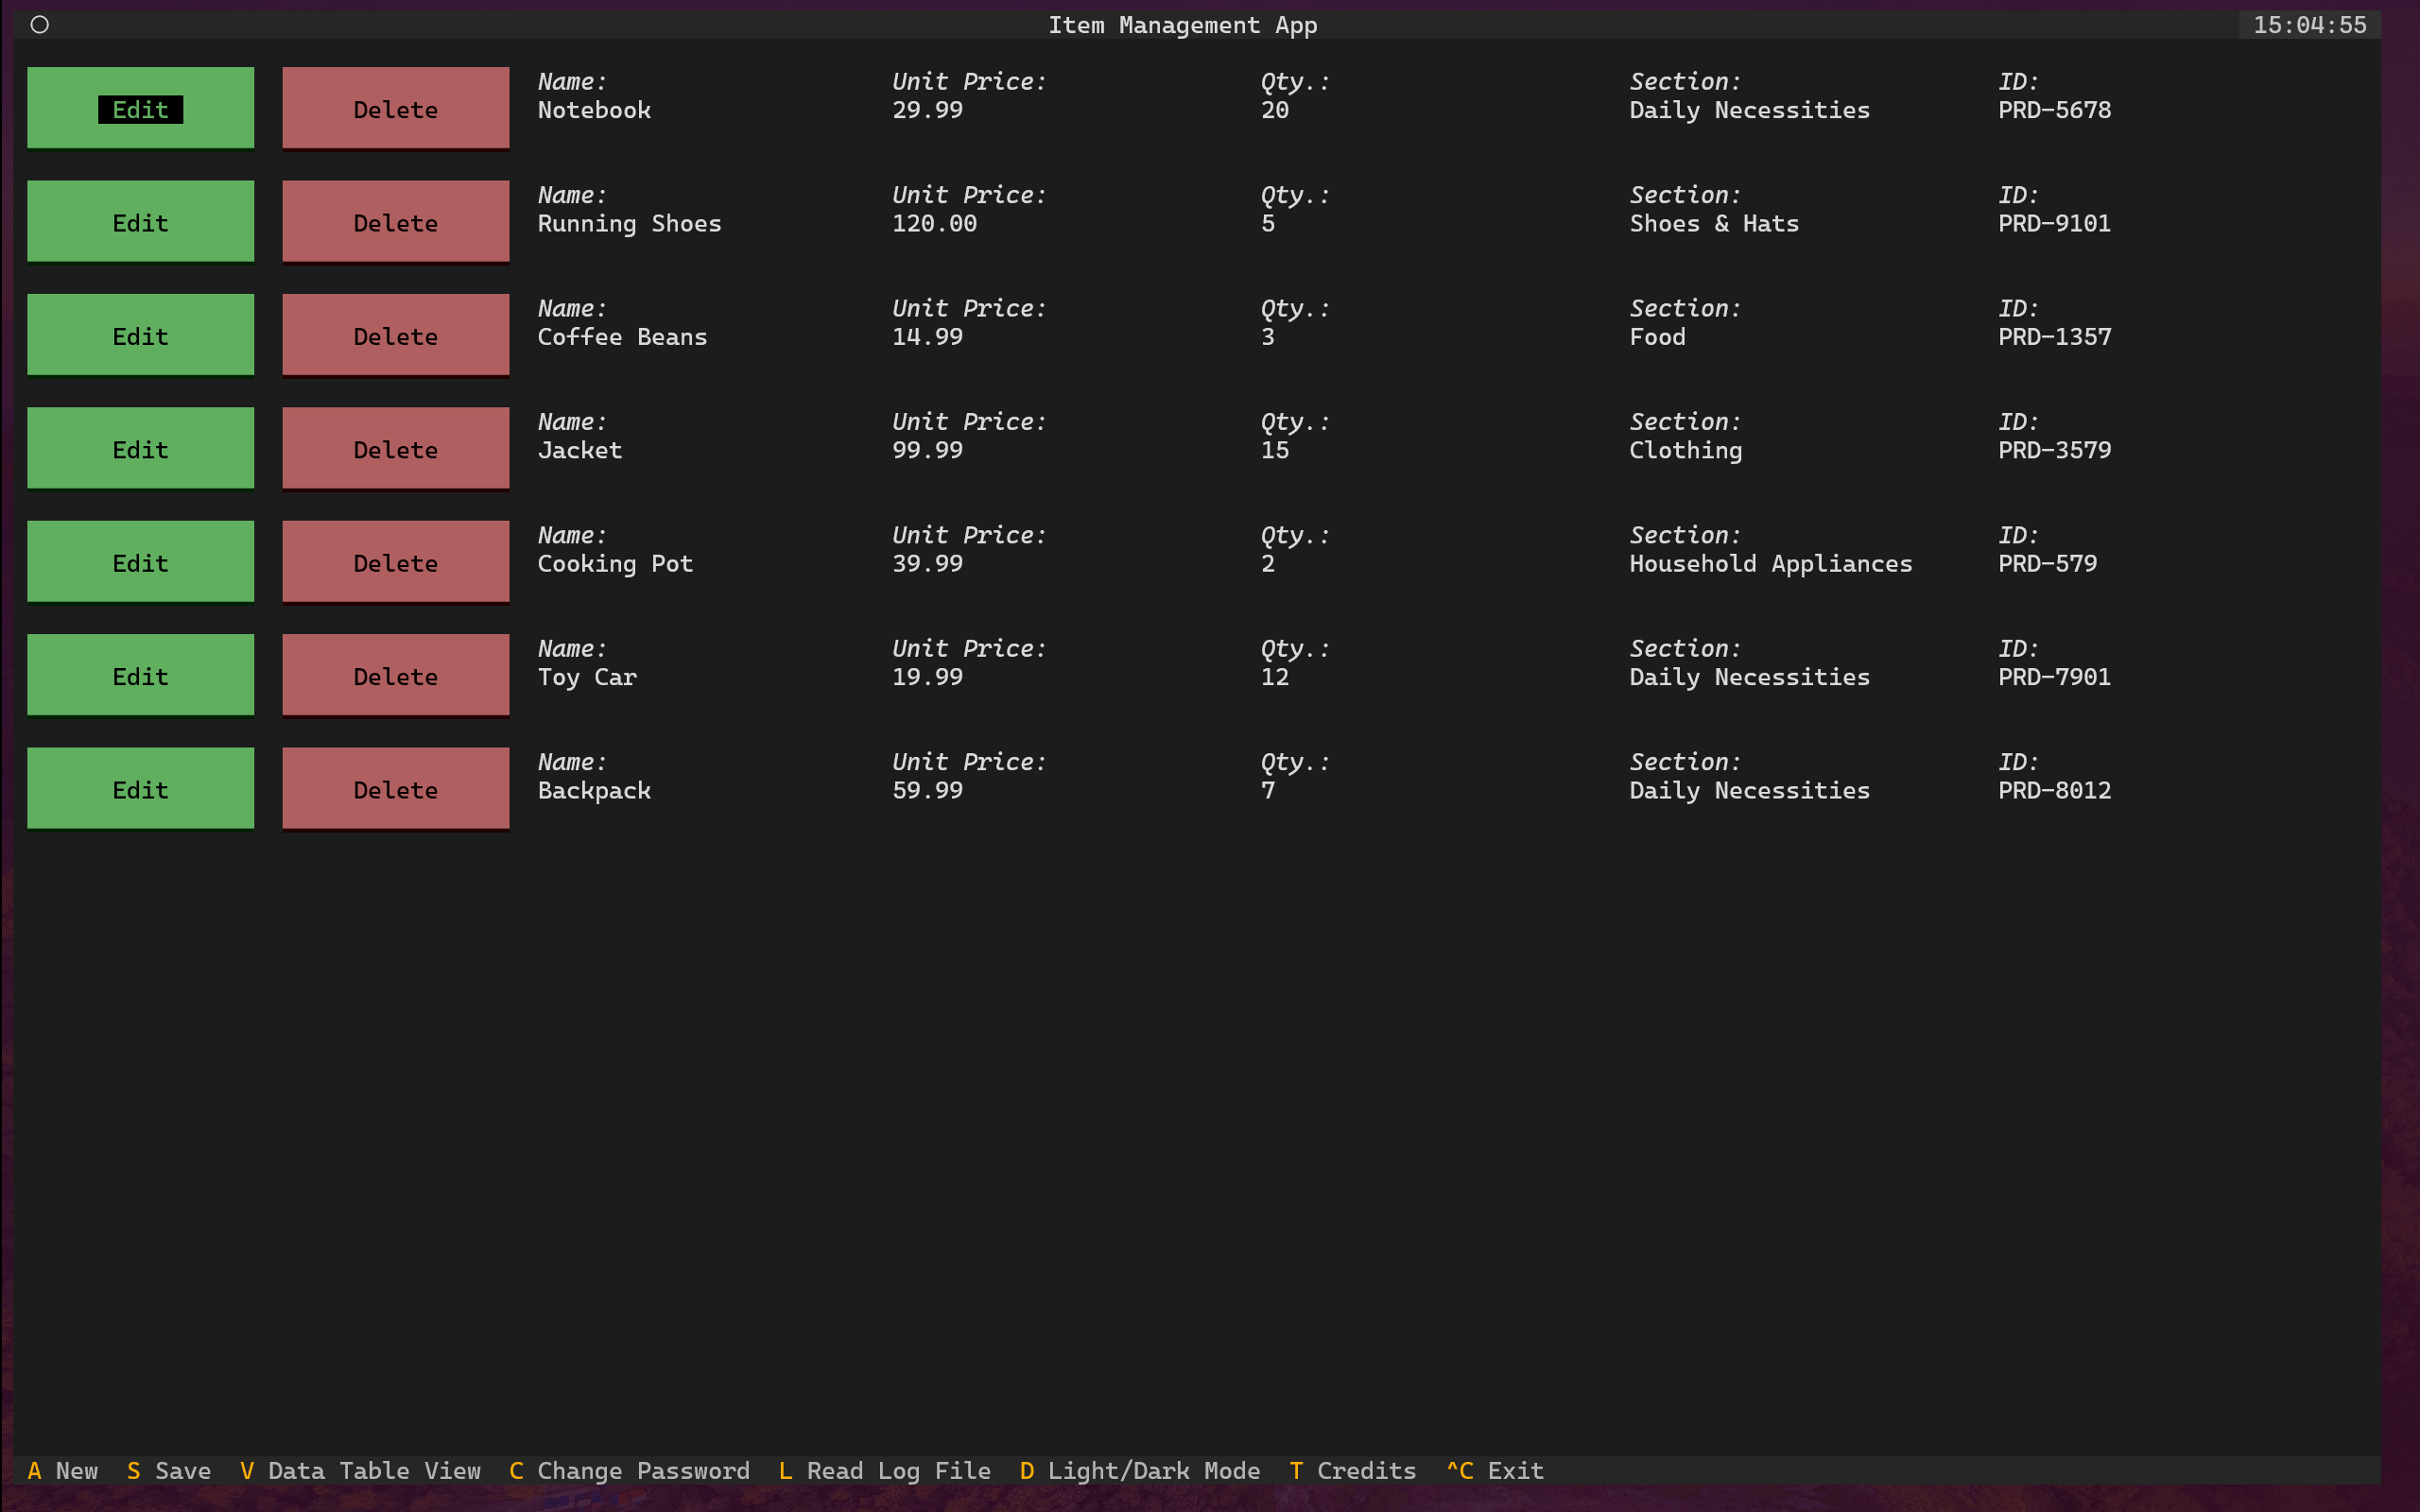 Item Management App 15:04:55
Name: Unit Price: Qty.: Section: ID:
Edit Delete Notebook 29.99 20 Daily Necessities PRD-5678
Name: Unit Price: Qty.: Section: ID:
Edit Delete Running Shoes 120.00 5 Shoes & Hats PRD-9101
Name: Unit Price: Qty.: Section: ID:
Edit Delete Coffee Beans 14.99 3 Food PRD-1357
Name: Unit Price: Qty.: Section: ID:
Edit Delete Jacket 99.99 15 Clothing PRD-3579
Name: Unit Price: Qty.: Section: ID:
Edit Delete Cooking Pot 39.99 2 Household Appliances PRD-579
Name: Unit Price: Qty.: Section: ID:
Edit Delete Toy Car 19.99 12 Daily Necessities PRD-7901
Name: Unit Price: Qty.: Section: ID:
Edit Delete Backpack 59.99 7 Daily Necessities PRD-8012
A New S Save V Data Table View C Change Password L Read Log File D Light/Dark Mode T Credits ^C Exit